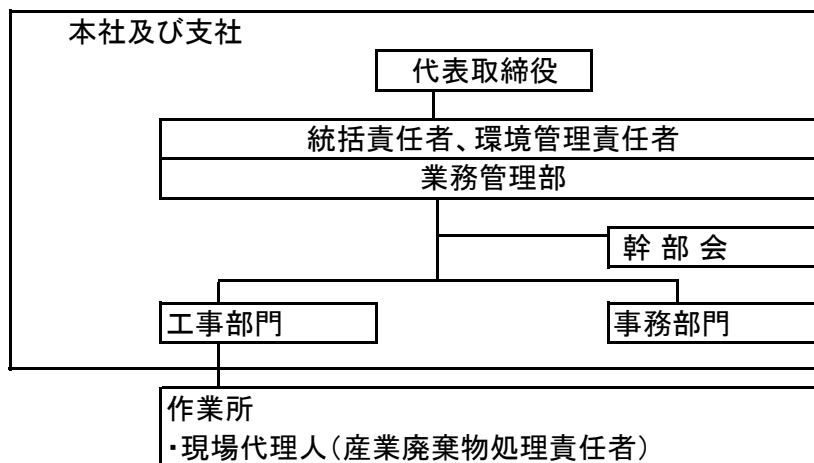 本社及び支社
代表取締役
統括責任者、環境管理責任者
業務管理部
幹 部 会
工事部門
事務部門
作業所
・現場代理人（産業廃棄物処理責任者）